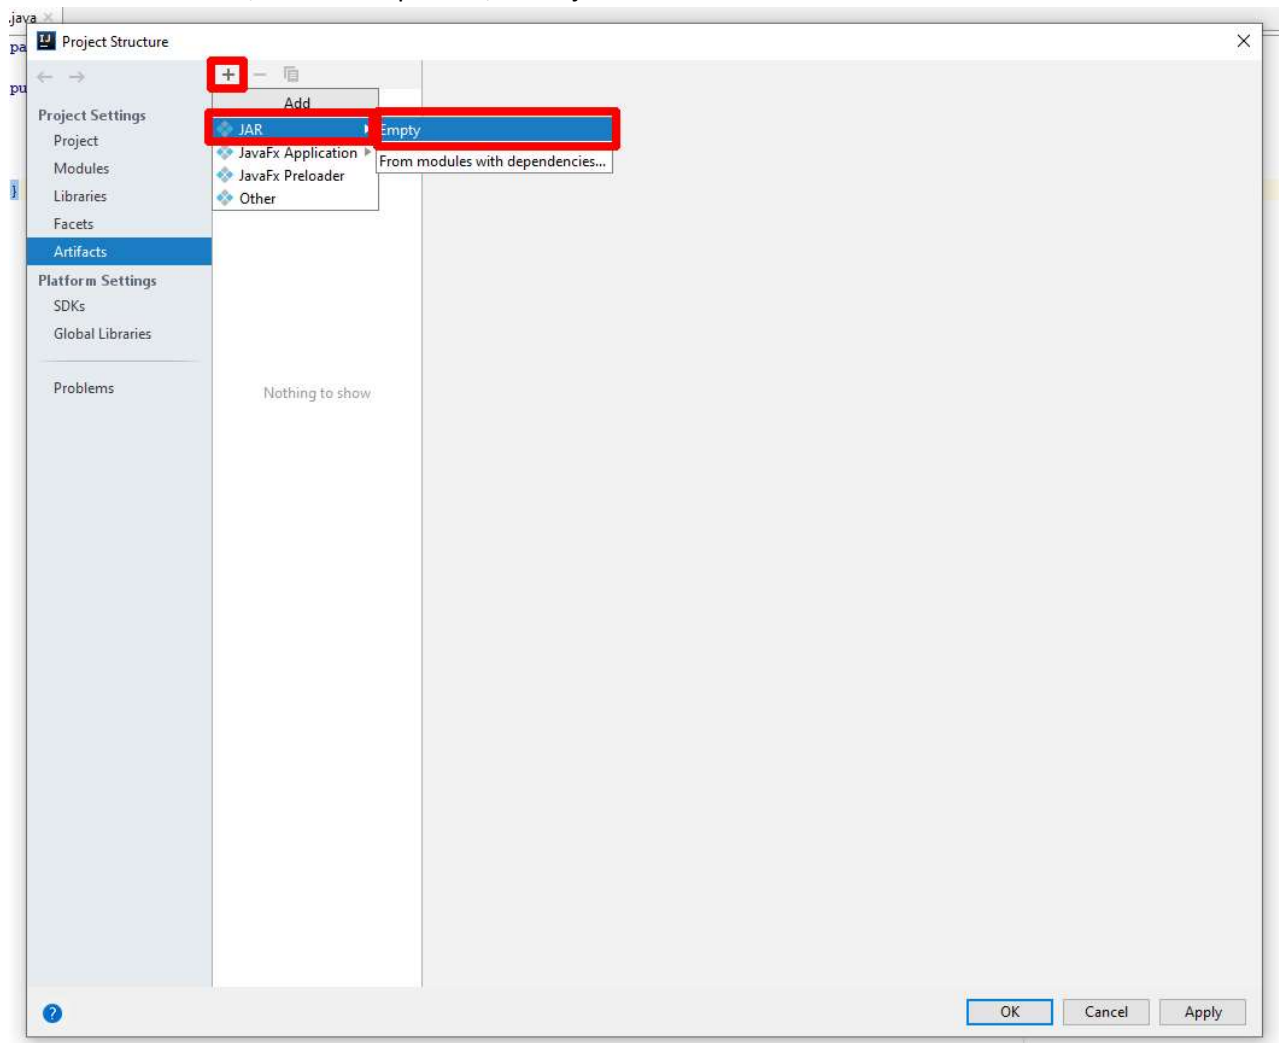 .java
Project Structure
pa
pu
Add
Project Settings
JAR
Empty
Project
JavaFx Application
From modules with dependencies...
Modules
JavaFx Preloader
}
Libraries
Other
Facets
Artifacts
Platform Settings
SDKs
Global Libraries
Problems
Nothing to show
?
OK
Cancel
Apply